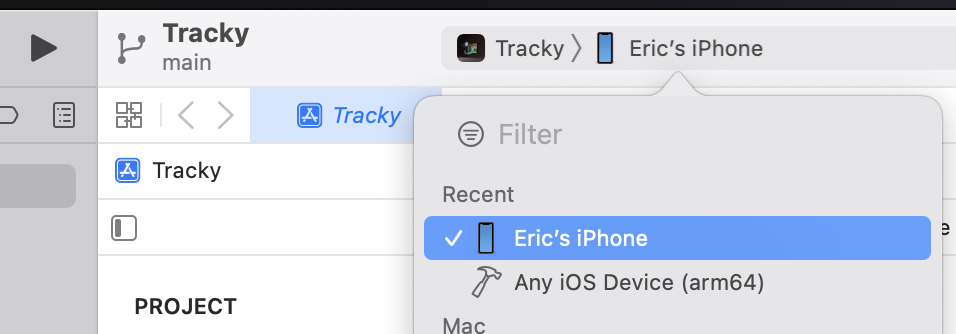 Tracky
main
Tracky
Eric’s iPhone
Tracky
Filter
Tracky
Recent
Eric’s iPhone
Any iOS Device (arm64)
PROJECT
Mac